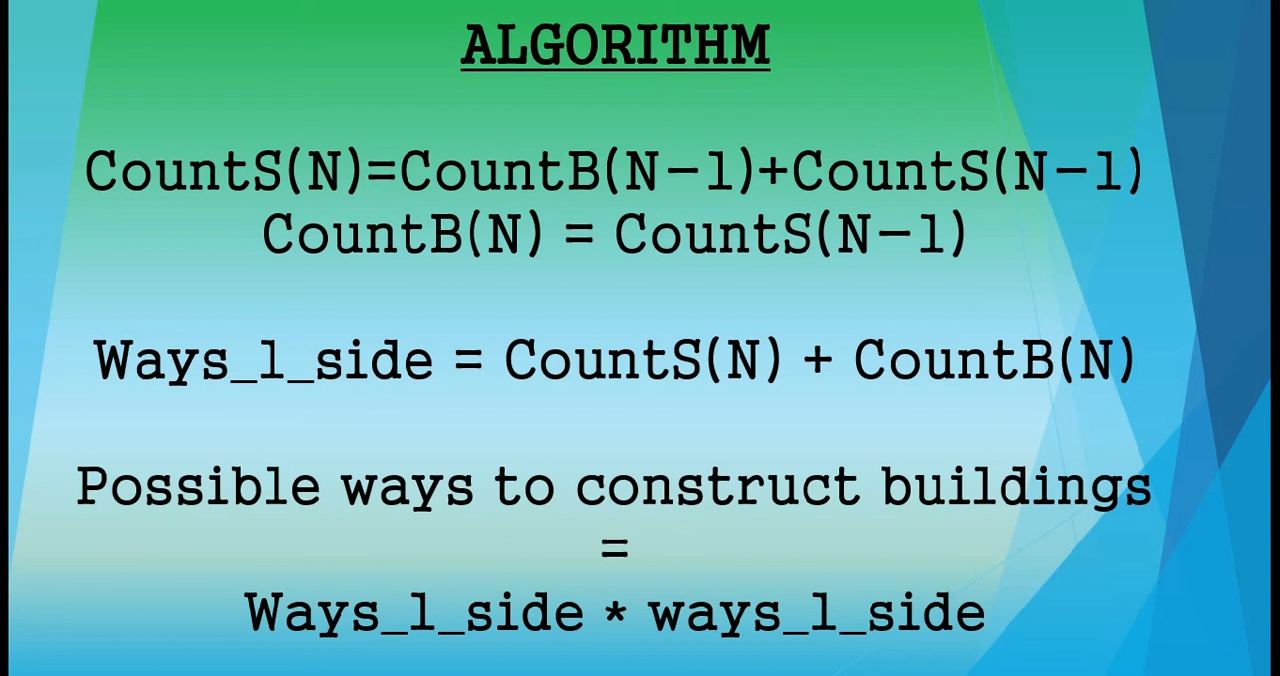 ALGORITHM
CountS(N)=CountB(N-1)+CountS(N-1)
CountB(N) = CountS(N-1)
Ways_1_side = CountS(N) + CountB(N)
Possible ways to construct buildings
=
Ways_1_side * ways_1_side